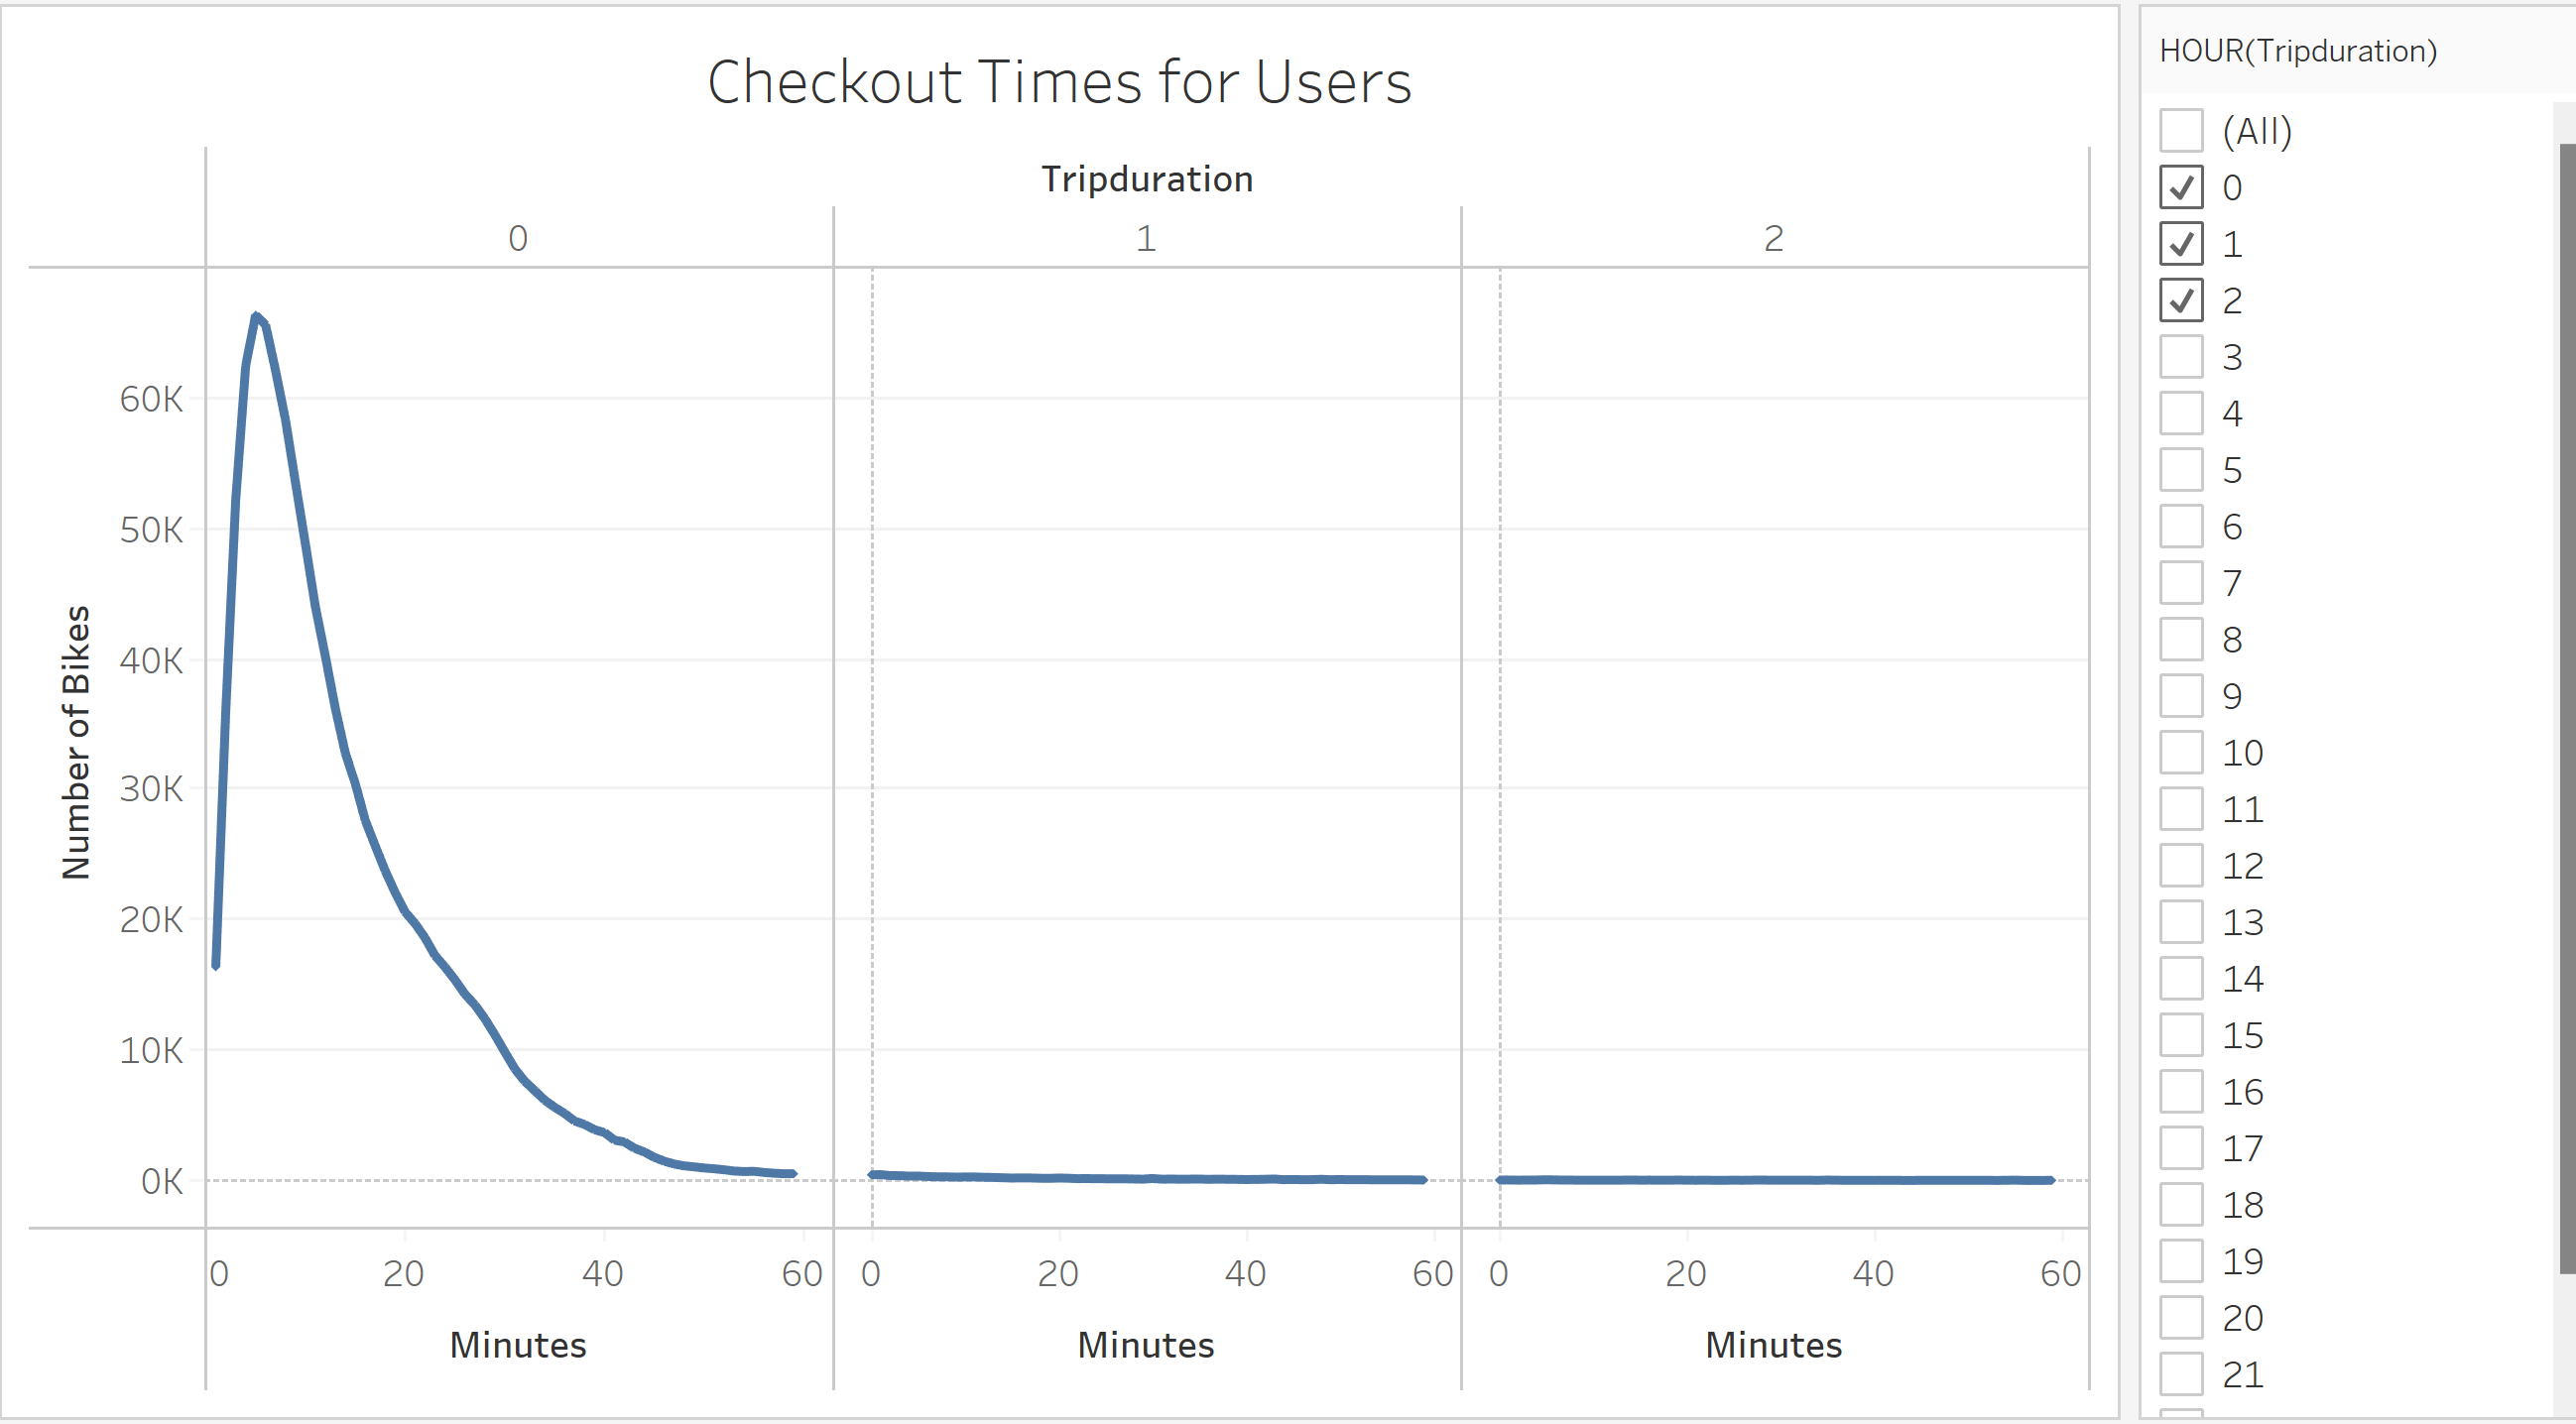 Checkout Times for Users
Tripduration
0 1 2
Number of Bikes
60K
50K
40K
30K
20K
10K
0K
0 20 40 60 0 20 40 60 0 20 40 60
Minutes Minutes Minutes
HOUR(Tripduration)
(All)
0
1
2
3
4
5
6
7
8
9
10
11
12
13
14
15
16
17
18
19
20
21